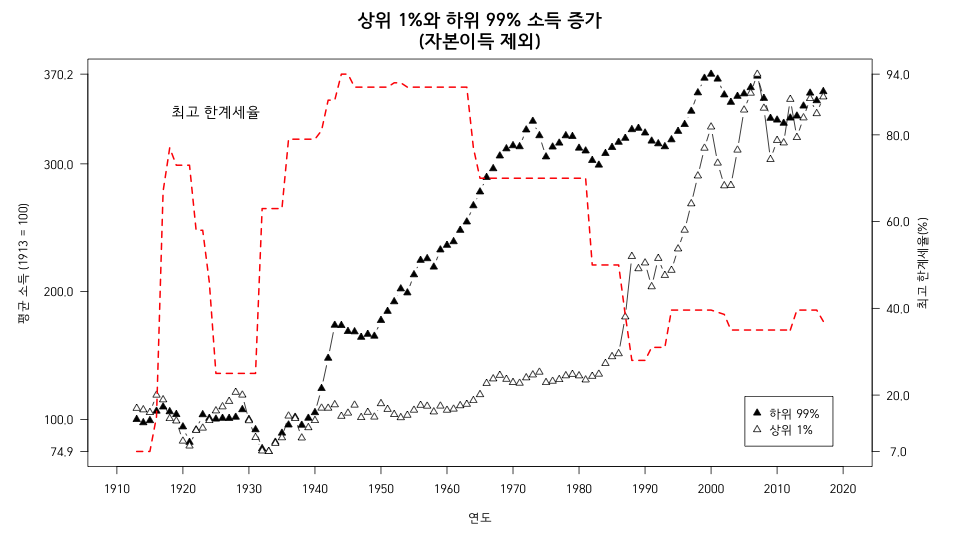 상위 1%와 하위 99% 소득 증가
(자본이득 제외)
최고 한계세율
평균 소득 (1913 = 100)
370.2
300.0
200.0
100.0
74.9
최고 한계세율(%)
94.0
80.0
60.0
40.0
20.0
7.0
하위 99%
상위 1%
1910 1920 1930 1940 1950 1960 1970 1980 1990 2000 2010 2020
연도